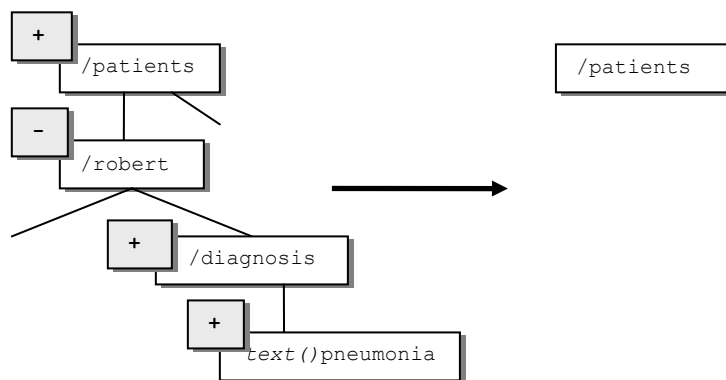 +
/patients
/patients
-
/robert
+
/diagnosis
+
text()pneumonia